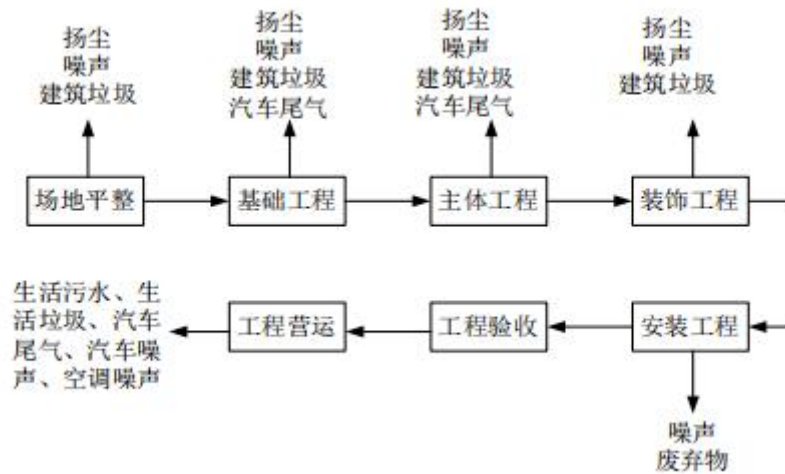 扬尘
噪声
建筑垃圾
扬尘
噪声
建筑垃圾
汽车尾气
扬尘
噪声
建筑垃圾
汽车尾气
扬尘
噪声
建筑垃圾
场地平整
基础工程
主体工程
装饰工程
生活污水、生
活垃圾、汽车
尾气、汽车噪
声、空调噪声
工程营运
工程验收
安装工程
噪声
废弃物